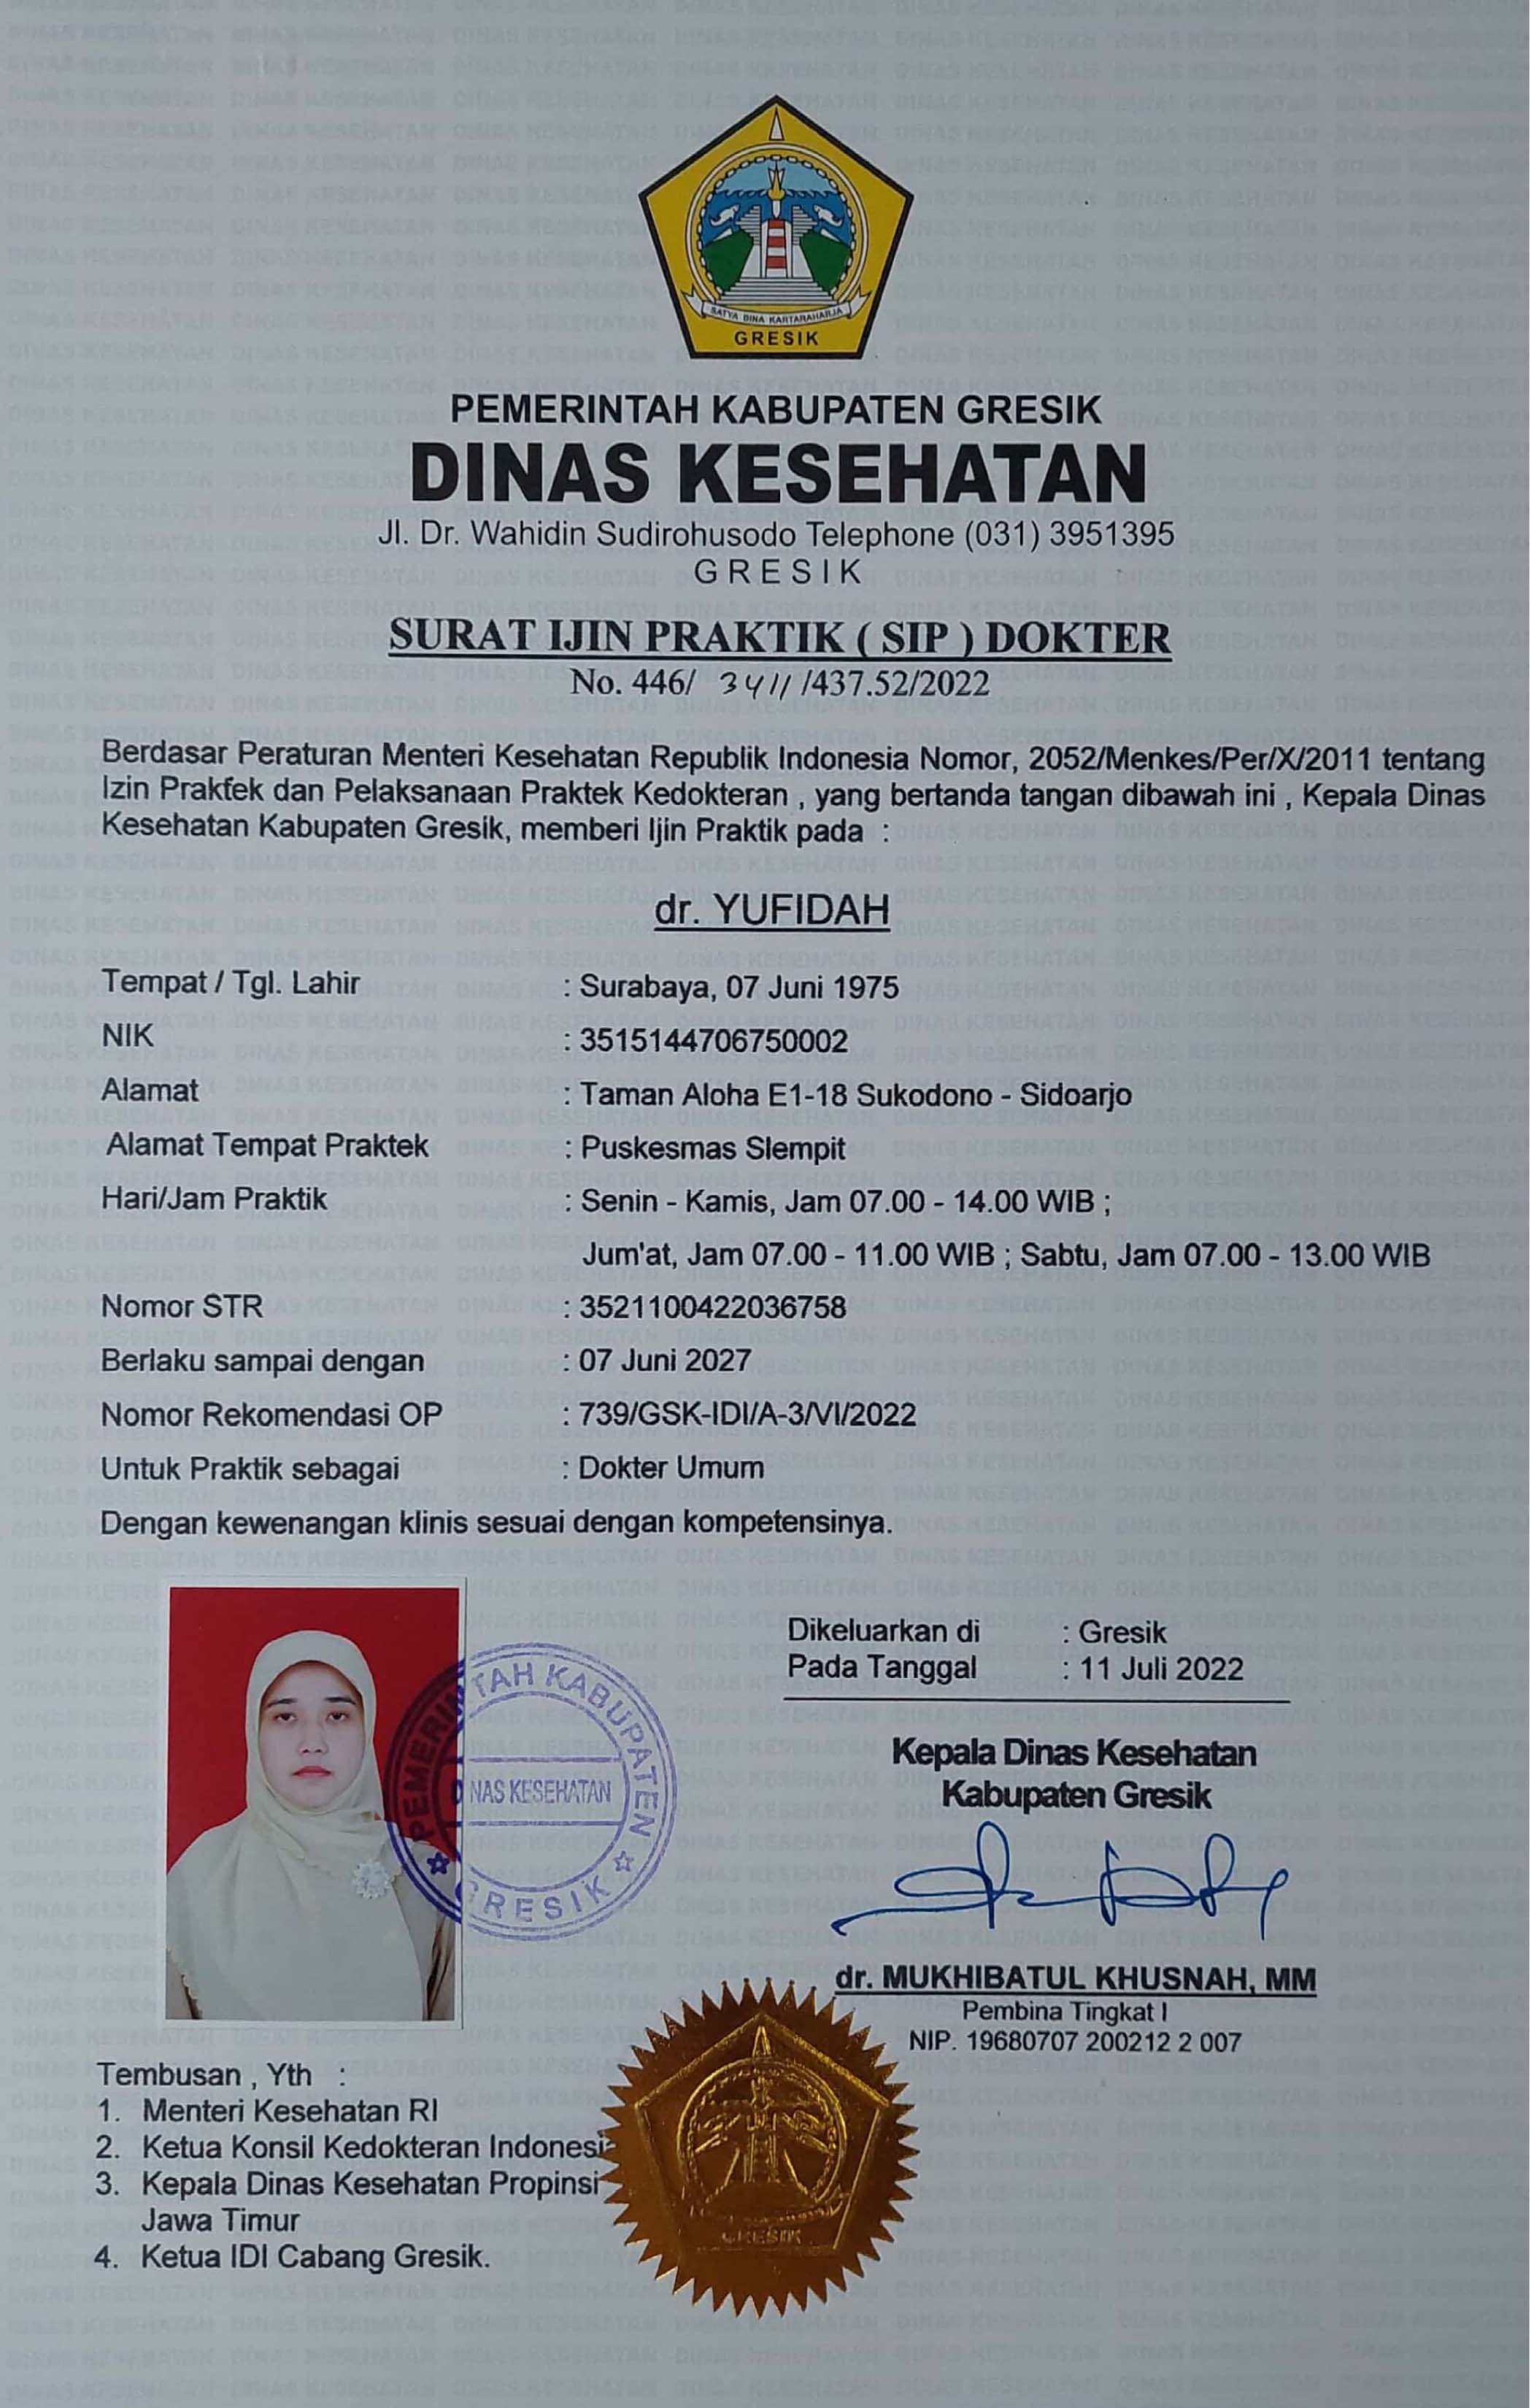 SATYA BINA KARTARAHARJA
GRESIK
PEMERINTAH KABUPATEN GRESIK
DINAS KESEHATAN
Jl. Dr. Wahidin Sudirohusodo Telephone (031) 3951395
GRESIK
SURAT IJIN PRAKTIK ( SIP ) DOKTER
No. 446/ 3411 /437.52/2022
Berdasar Peraturan Menteri Kesehatan Republik Indonesia Nomor, 2052/Menkes/Per/X/2011 tentang
Izin Praktek dan Pelaksanaan Praktek Kedokteran , yang bertanda tangan dibawah ini , Kepala Dinas
Kesehatan Kabupaten Gresik, memberi Ijin Praktik pada :
dr. YUFIDAH
Tempat / Tgl. Lahir : Surabaya, 07 Juni 1975
NIK : 3515144706750002
Alamat : Taman Aloha E1-18 Sukodono - Sidoarjo
Alamat Tempat Praktek : Puskesmas Slempit
Hari/Jam Praktik : Senin - Kamis, Jam 07.00 - 14.00 WIB ;
Jum'at, Jam 07.00 - 11.00 WIB ; Sabtu, Jam 07.00 - 13.00 WIB
Nomor STR : 3521100422036758
Berlaku sampai dengan : 07 Juni 2027
Nomor Rekomendasi OP : 739/GSK-IDI/A-3/VI/2022
Untuk Praktik sebagai : Dokter Umum
Dengan kewenangan klinis sesuai dengan kompetensinya.
Dikeluarkan di : Gresik
Pada Tanggal : 11 Juli 2022
PEMERINTAH KABUPATEN
DINAS KESEHATAN
GRESIK
Kepala Dinas Kesehatan
Kabupaten Gresik
dr. MUKHIBATUL KHUSNAH, MM
Pembina Tingkat I
NIP. 19680707 200212 2 007
Tembusan , Yth :
1. Menteri Kesehatan RI
2. Ketua Konsil Kedokteran Indonesia
3. Kepala Dinas Kesehatan Propinsi
Jawa Timur
4. Ketua IDI Cabang Gresik.
GRESIK